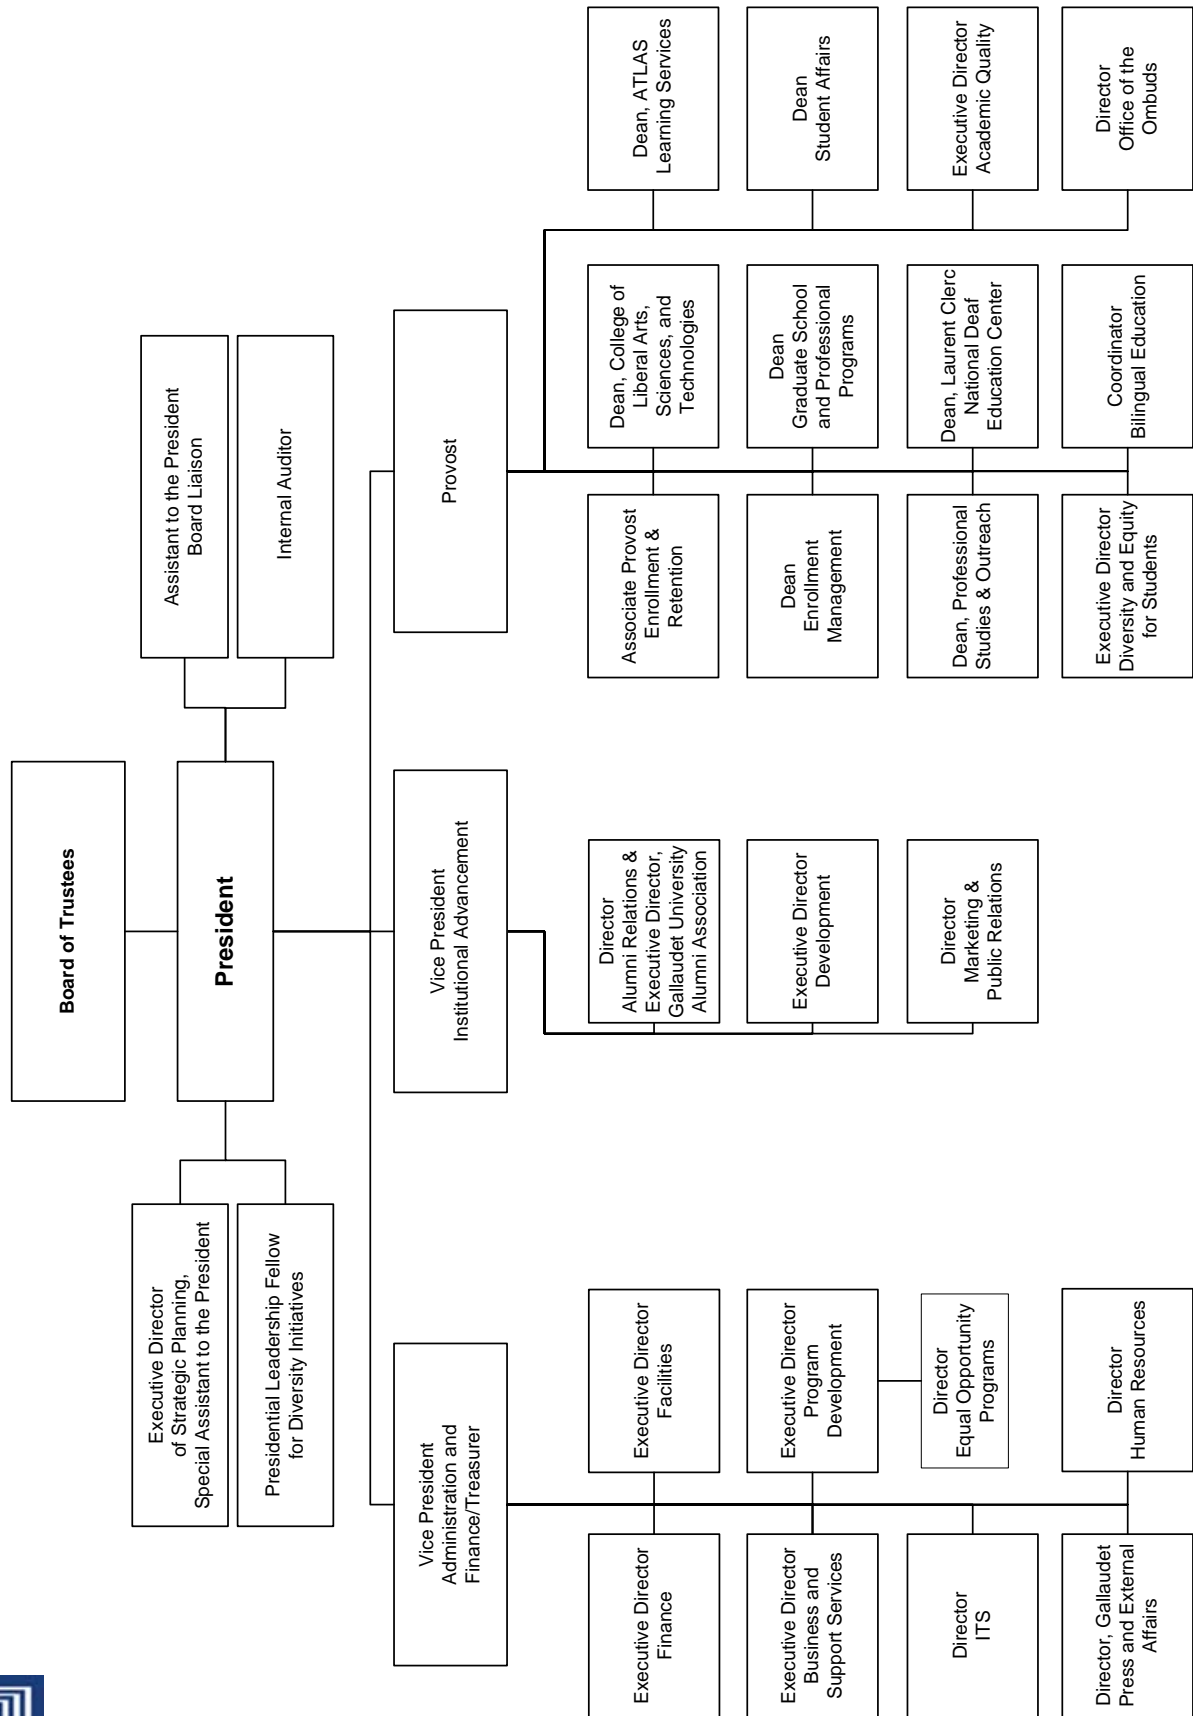 Board of Trustees
President
Executive Director
of Strategic Planning,
Special Assistant to the President
Presidential Leadership Fellow
for Diversity Initiatives
Assistant to the President
Board Liaison
Internal Auditor
Vice President
Administration and
Finance/Treasurer
Vice President
Institutional Advancement
Provost
Executive Director
Finance
Executive Director
Facilities
Executive Director
Business and
Support Services
Executive Director
Program
Development
Director
ITS
Director
Equal Opportunity
Programs
Director, Gallaudet
Press and External
Affairs
Director
Human Resources
Director
Alumni Relations &
Executive Director,
Gallaudet University
Alumni Association
Executive Director
Development
Director
Marketing &
Public Relations
Associate Provost
Enrollment &
Retention
Dean, College of
Liberal Arts,
Sciences, and
Technologies
Dean, ATLAS
Learning Services
Dean
Enrollment
Management
Dean
Graduate School
and Professional
Programs
Dean
Student Affairs
Dean, Professional
Studies & Outreach
Dean, Laurent Clerc
National Deaf
Education Center
Executive Director
Academic Quality
Executive Director
Diversity and Equity
for Students
Coordinator
Bilingual Education
Director
Office of the
Ombuds